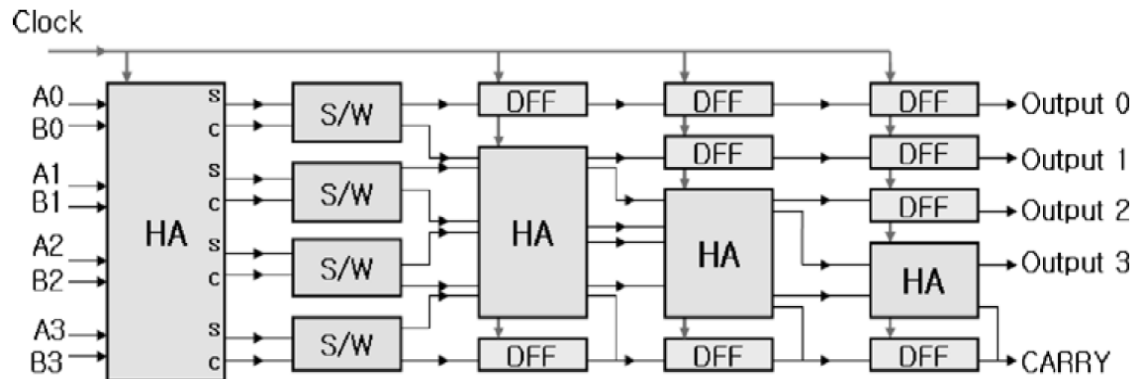 Clock
A0 S S/W DFF DFF DFF Output 0
B0 C
DFF DFF Output 1
A1 S S/W
B1 C DFF Output 2
HA HA
A2 S S/W HA Output 3
B2 C HA
A3 S S/W
B3 C DFF DFF DFF CARRY